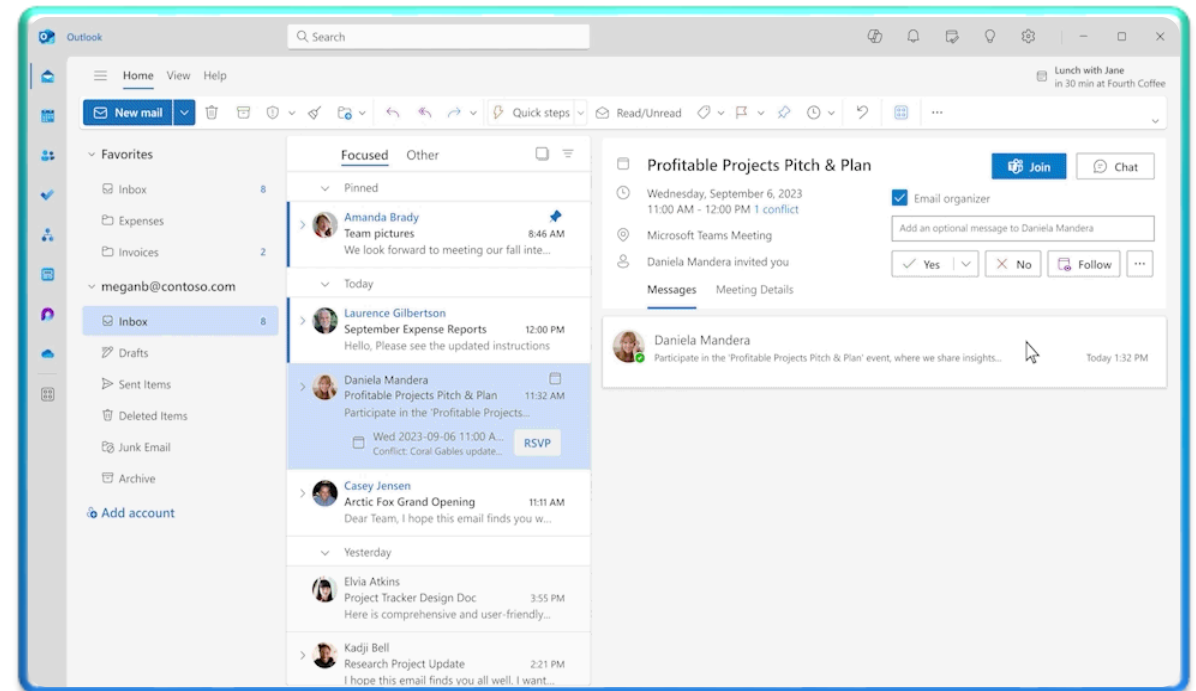 Outlook
Search
Home View Help
Lunch with Jane
in 30 min at Fourth Coffee
New mail
Quick steps
Read/Unread
Favorites
Inbox 8
Expenses
Invoices 2
meganb@contoso.com
Inbox 8
Drafts
Sent Items
Deleted Items
Junk Email
Archive
Add account
Focused Other
Pinned
Amanda Brady
Team pictures 8:46 AM
We look forward to meeting our fall inte...
Today
Laurence Gilbertson
September Expense Reports 12:00 PM
Hello, Please see the updated instructions
Daniela Mandera
Profitable Projects Pitch & Plan 11:32 AM
Participate in the 'Profitable Projects...
Wed 2023-09-06 11:00 A...
Conflict: Coral Gables update...
RSVP
Casey Jensen
Arctic Fox Grand Opening 11:11 AM
Dear Team, I hope this email finds you w...
Yesterday
Elvia Atkins
Project Tracker Design Doc 3:55 PM
Here is comprehensive and user-friendly...
Kadji Bell
Research Project Update 2:21 PM
I hope this email finds you all well. I want...
Profitable Projects Pitch & Plan
Join
Chat
Wednesday, September 6, 2023
11:00 AM - 12:00 PM 1 conflict
Microsoft Teams Meeting
Daniela Mandera invited you
Email organizer
Add an optional message to Daniela Mandera
Yes No Follow
Messages Meeting Details
Daniela Mandera
Participate in the 'Profitable Projects Pitch & Plan' event, where we share insights... Today 1:32 PM